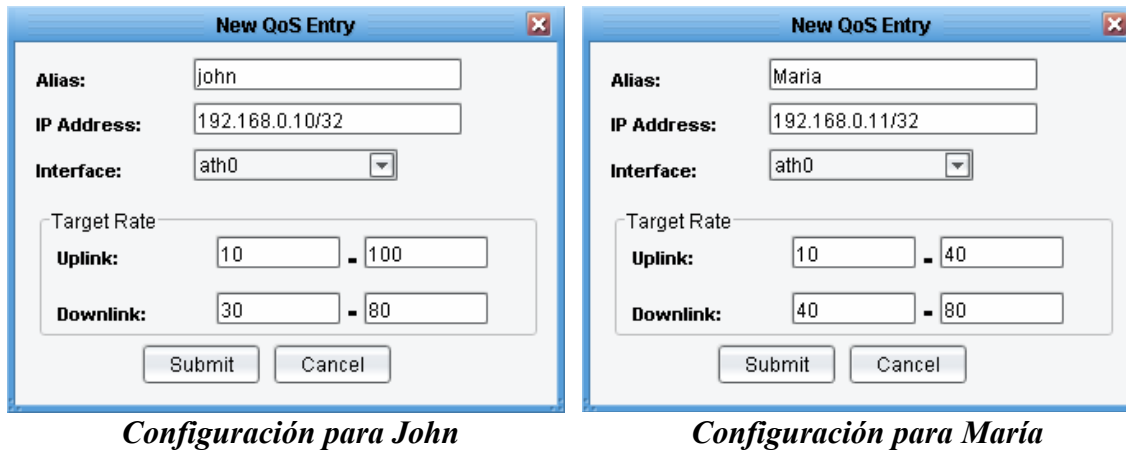 New QoS Entry
Alias: john
IP Address: 192.168.0.10/32
Interface: ath0
Target Rate
Uplink: 10 - 100
Downlink: 30 - 80
Submit Cancel
Configuración para John
New QoS Entry
Alias: Maria
IP Address: 192.168.0.11/32
Interface: ath0
Target Rate
Uplink: 10 - 40
Downlink: 40 - 80
Submit Cancel
Configuración para María